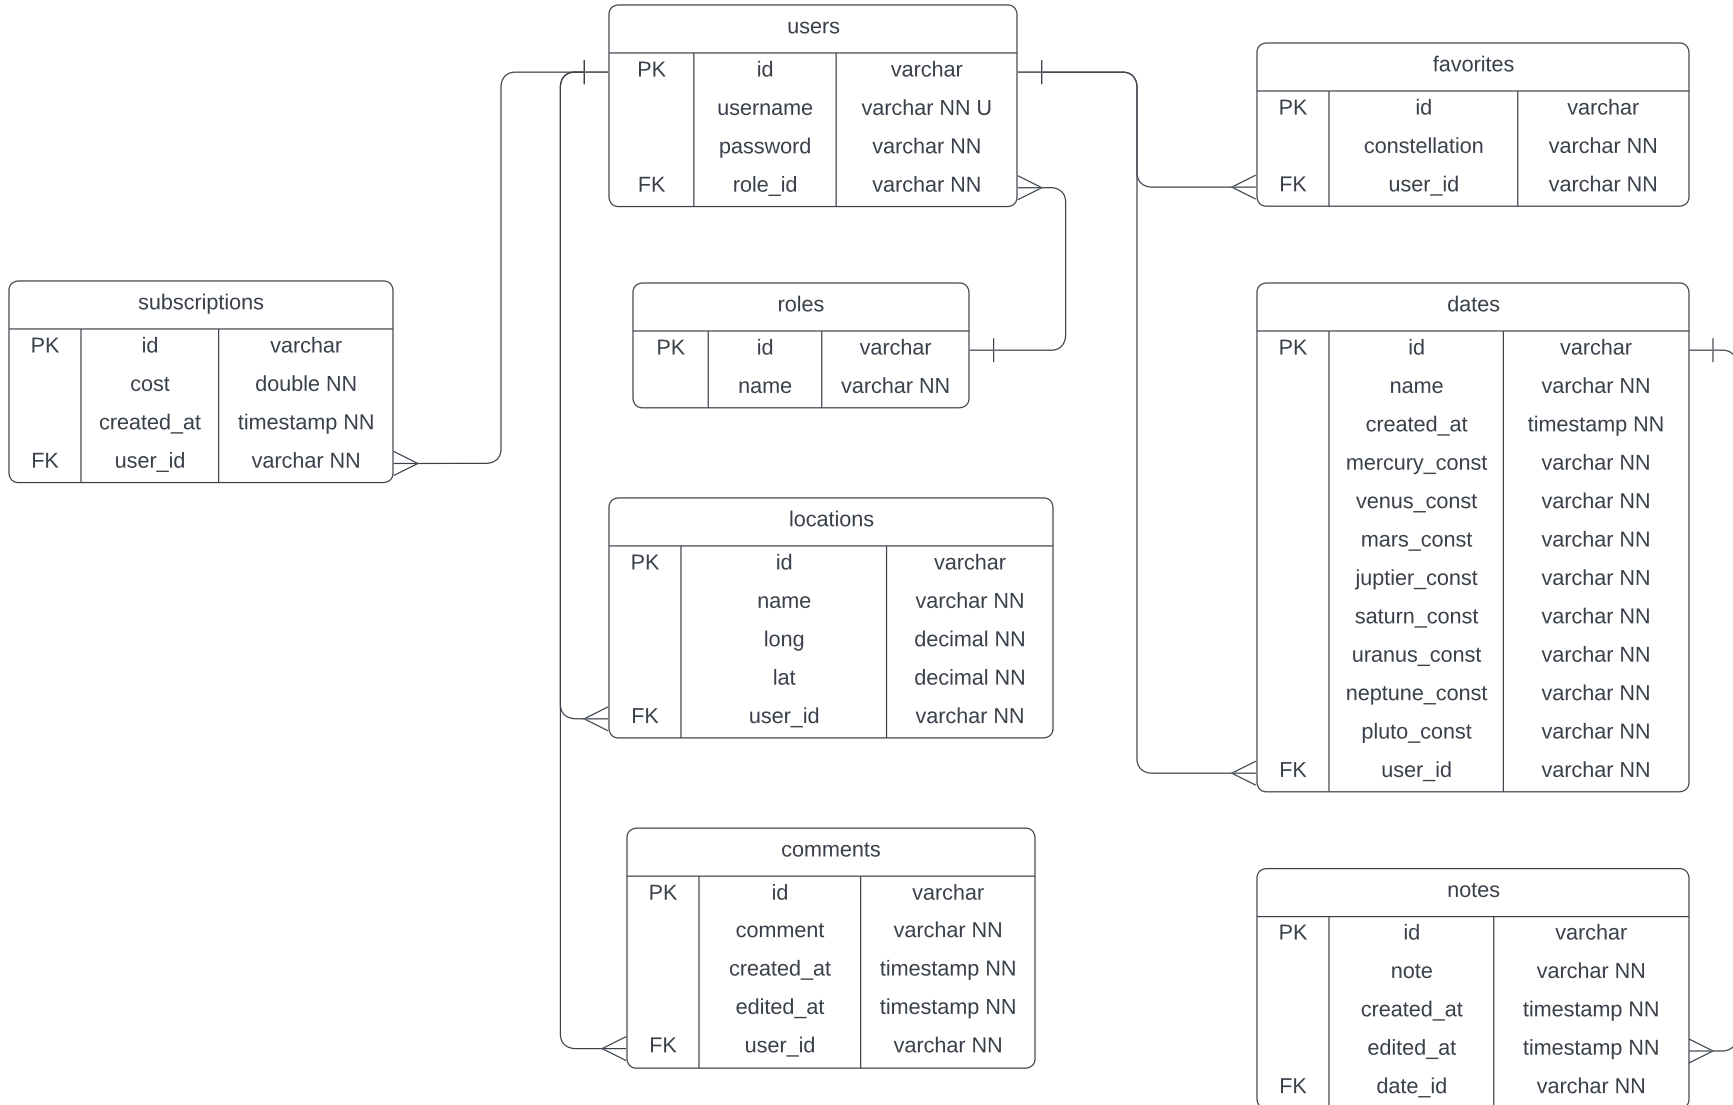 users
PK id varchar
username varchar NN U
password varchar NN
FK role_id varchar NN
favorites
PK id varchar
constellation varchar NN
FK user_id varchar NN
subscriptions
PK id varchar
cost double NN
created_at timestamp NN
FK user_id varchar NN
roles
PK id varchar
name varchar NN
dates
PK id varchar
name varchar NN
created_at timestamp NN
mercury_const varchar NN
venus_const varchar NN
mars_const varchar NN
juptier_const varchar NN
saturn_const varchar NN
uranus_const varchar NN
neptune_const varchar NN
pluto_const varchar NN
FK user_id varchar NN
locations
PK id varchar
name varchar NN
long decimal NN
lat decimal NN
FK user_id varchar NN
comments
PK id varchar
comment varchar NN
created_at timestamp NN
edited_at timestamp NN
FK user_id varchar NN
notes
PK id varchar
note varchar NN
created_at timestamp NN
edited_at timestamp NN
FK date_id varchar NN